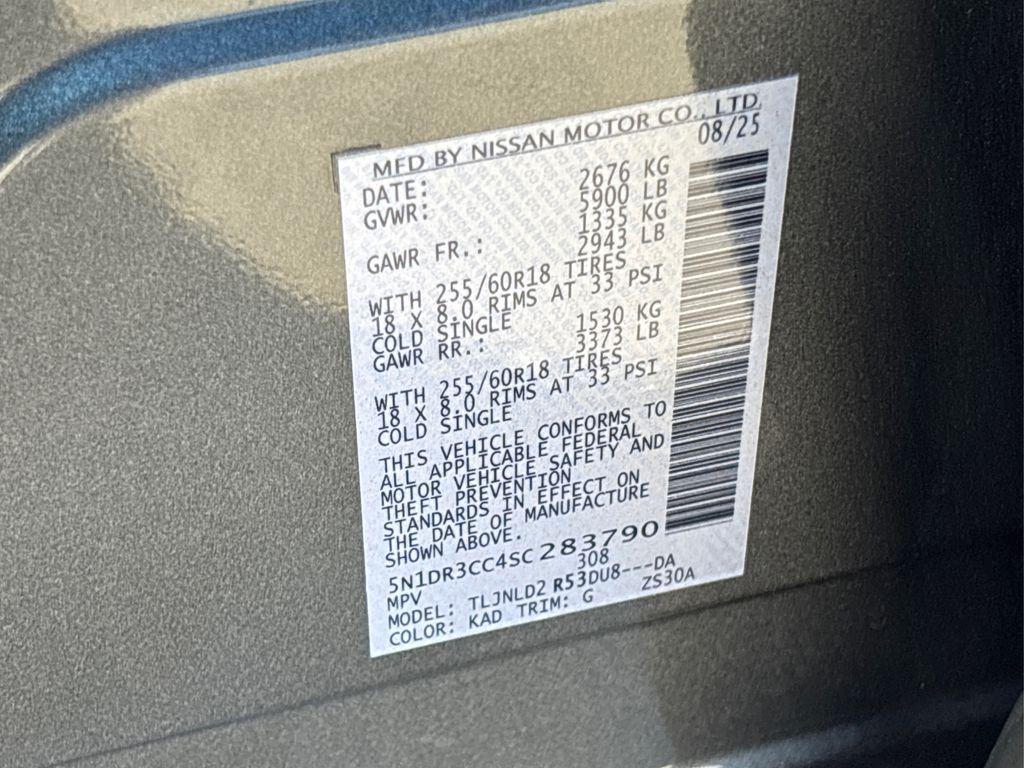 MFD BY NISSAN MOTOR CO., LTD.
DATE: 08/25
GVWR: 2676 KG
5900 LB
GAWR FR.: 1335 KG
2943 LB
WITH 255/60R18 TIRES
18 X 8.0 RIMS AT 33 PSI
COLD SINGLE
GAWR RR.: 1530 KG
3373 LB
WITH 255/60R18 TIRES
18 X 8.0 RIMS AT 33 PSI
COLD SINGLE
THIS VEHICLE CONFORMS TO
ALL APPLICABLE FEDERAL
MOTOR VEHICLE SAFETY AND
THEFT PREVENTION
STANDARDS IN EFFECT ON
THE DATE OF MANUFACTURE
SHOWN ABOVE.
5N1DR3CC4SC283790
MPV 308
MODEL: TLJNLD2 R53DU8---DA
COLOR: KAD TRIM: G ZS30A